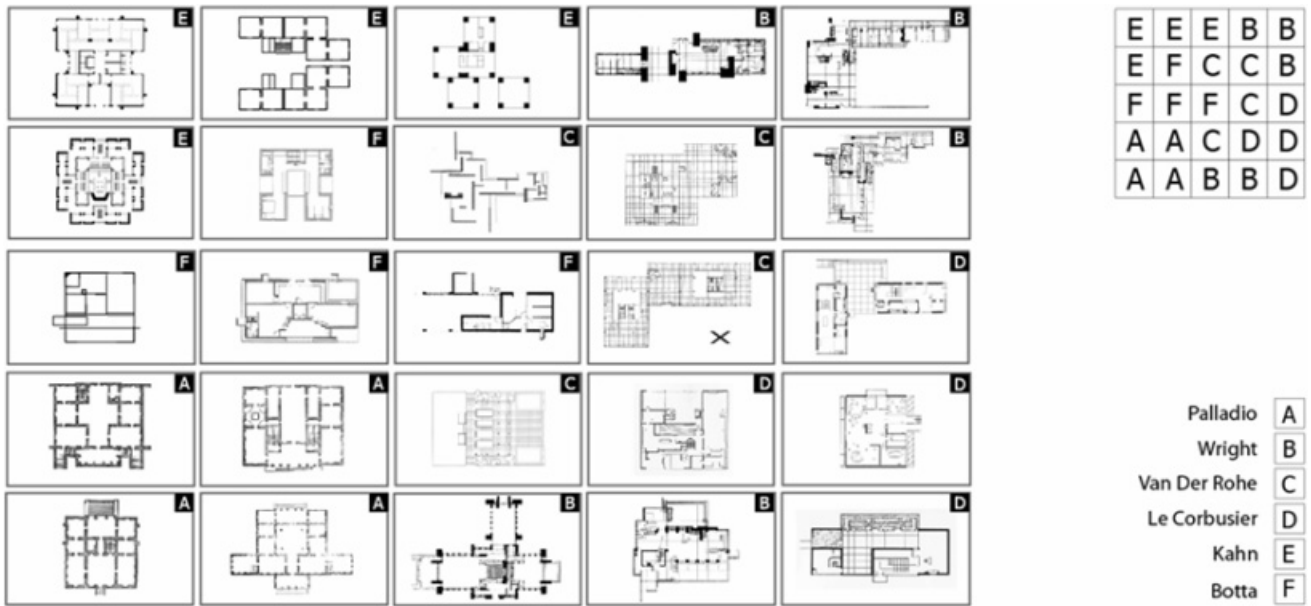 E E E B B
E F C C B
F F F C D
A A C D D
A A B B D
E E E B B
E F C C B
F F F C D
A A C D D
A A B B D
Palladio A
Wright B
Van Der Rohe C
Le Corbusier D
Kahn E
Botta F